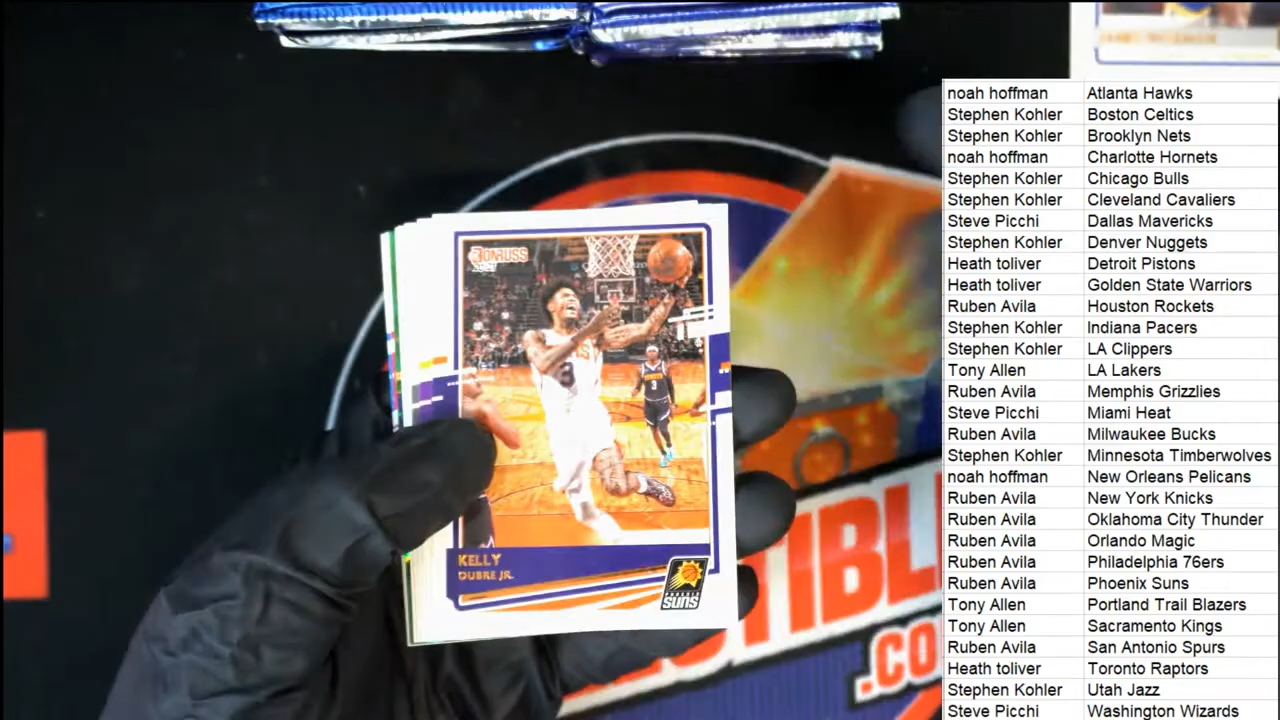 noah hoffman Atlanta Hawks
Stephen Kohler Boston Celtics
Stephen Kohler Brooklyn Nets
noah hoffman Charlotte Hornets
Stephen Kohler Chicago Bulls
Stephen Kohler Cleveland Cavaliers
Steve Picchi Dallas Mavericks
Stephen Kohler Denver Nuggets
Heath toliver Detroit Pistons
Heath toliver Golden State Warriors
Ruben Avila Houston Rockets
Stephen Kohler Indiana Pacers
Stephen Kohler LA Clippers
Tony Allen LA Lakers
Ruben Avila Memphis Grizzlies
Steve Picchi Miami Heat
Ruben Avila Milwaukee Bucks
Stephen Kohler Minnesota Timberwolves
noah hoffman New Orleans Pelicans
Ruben Avila New York Knicks
Ruben Avila Oklahoma City Thunder
Ruben Avila Orlando Magic
Ruben Avila Philadelphia 76ers
Ruben Avila Phoenix Suns
Tony Allen Portland Trail Blazers
Tony Allen Sacramento Kings
Ruben Avila San Antonio Spurs
Heath toliver Toronto Raptors
Stephen Kohler Utah Jazz
Steve Picchi Washington Wizards
DONRUSS
3
3
KELLY
OUBRE JR.
PHOENIX
SUNS
TIBL
.CO